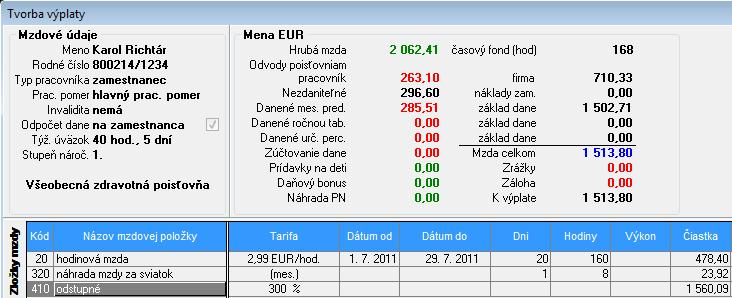 Tvorba výplaty
Mzdové údaje
Meno Karol Richtár
Rodné číslo 800214/1234
Typ pracovníka zamestnanec
Prac. pomer hlavný prac. pomer
Invalidita nemá
Odpočet dane na zamestnanca
Týž. úväzok 40 hod., 5 dní
Stupeň nároč. 1.
Všeobecná zdravotná poisťovňa
Mena EUR
Hrubá mzda 2 062,41 časový fond (hod) 168
Odvody poisťovniam
pracovník 263,10 firma 710,33
Nezdaniteľné 296,60 náklady zam. 0,00
Danené mes. pred. 285,51 základ dane 1 502,71
Danené ročnou tab. 0,00 základ dane 0,00
Danené urč. perc. 0,00 základ dane 0,00
Zúčtovanie dane 0,00 Mzda celkom 1 513,80
Prídavky na deti 0,00 Zrážky 0,00
Daňový bonus 0,00 Záloha 0,00
Náhrada PN 0,00 K výplate 1 513,80
Zložky mzdy
Kód Názov mzdovej položky Tarifa Dátum od Dátum do Dni Hodiny Výkon Čiastka
20 hodinová mzda 2,99 EUR/hod. 1. 7. 2011 29. 7. 2011 20 160 478,40
320 náhrada mzdy za sviatok (mes.) 1 8 23,92
410 odstupné 300 % 1 560,09